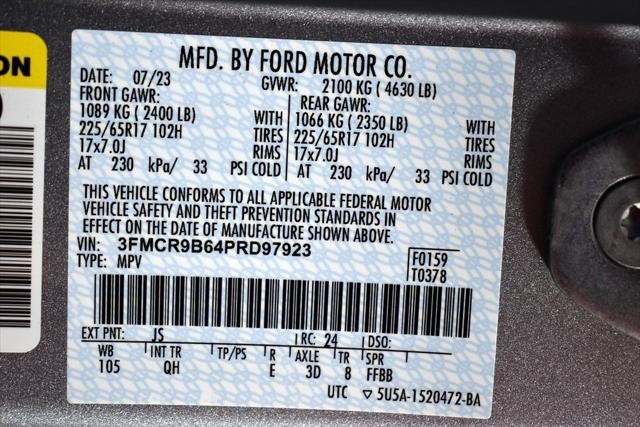 ON
MFD. BY FORD MOTOR CO.
DATE: 07/23 GVWR: 2100 KG ( 4630 LB)
FRONT GAWR: REAR GAWR:
1089 KG ( 2400 LB) WITH 1066 KG ( 2350 LB) WITH
225/65R17 102H TIRES 225/65R17 102H TIRES
17x7.0J RIMS 17x7.0J RIMS
AT 230 kPa/ 33 PSI COLD AT 230 kPa/ 33 PSI COLD
THIS VEHICLE CONFORMS TO ALL APPLICABLE FEDERAL MOTOR
VEHICLE SAFETY AND THEFT PREVENTION STANDARDS IN
EFFECT ON THE DATE OF MANUFACTURE SHOWN ABOVE.
VIN: 3FMCR9B64PRD97923 F0159
TYPE: MPV T0378
EXT PNT: JS RC: 24 DSO:
WB INT TR TP/PS R AXLE TR SPR
105 QH E 3D 8 FFBB
UTC ▽5U5A-1520472-BA